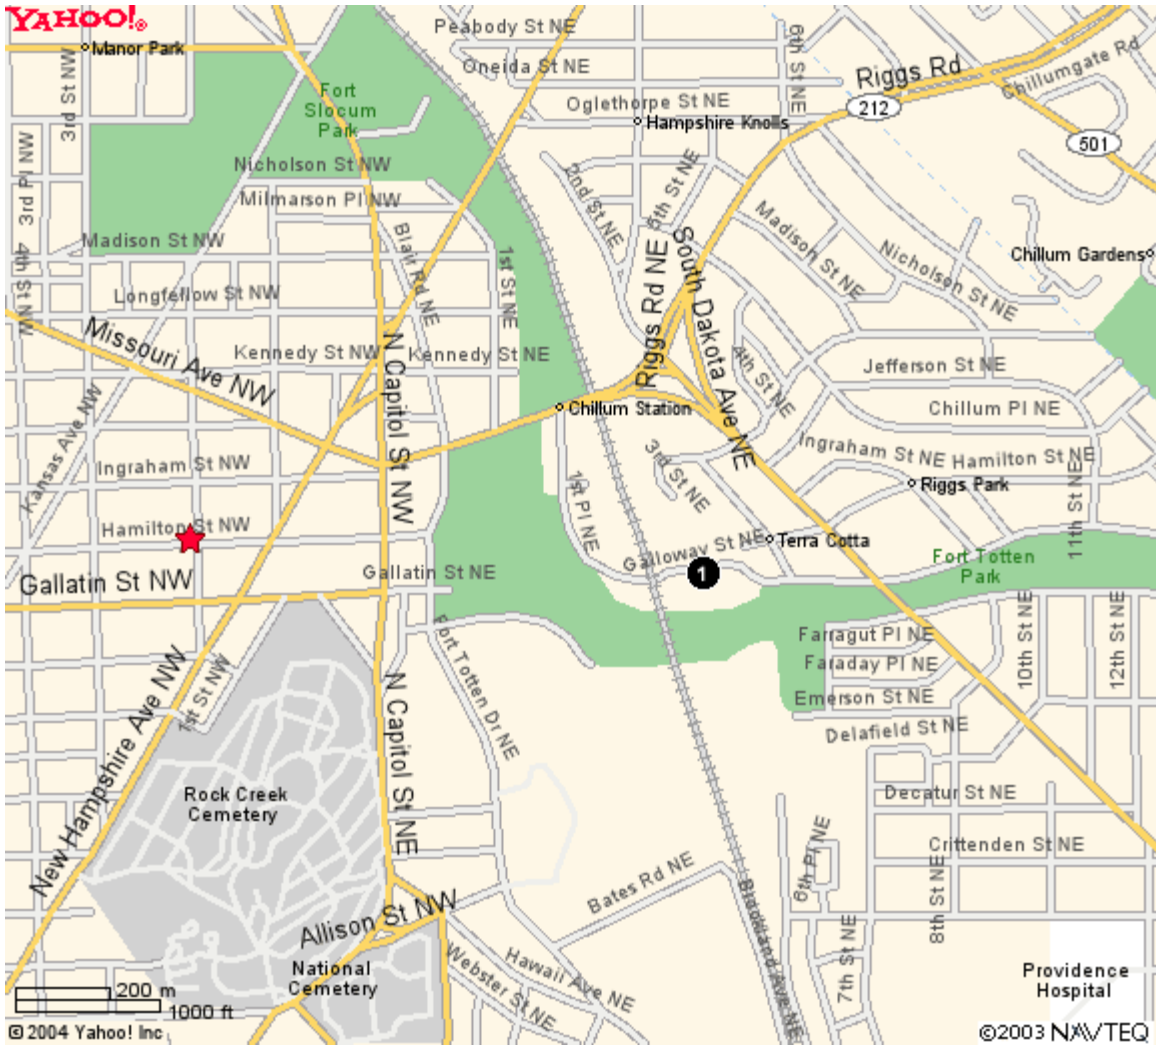 YAHOO!®
Peabody St NE
Manor Park
Oneida St NE
6th St NE
Riggs Rd
Chillumgate Rd
3rd St NW
Fort
Slocum
Park
Oglethorpe St NE
212
Hampshire Knolls
501
Nicholson St NW
2nd St NE
5th St NE
3rd Pl NW
Milmarson Pl NW
Madison St NW
Blair Rd NE
1st St NE
South Dakota Ave NE
Madison St NE
Nicholson St NE
Chillum Gardens
4th St NW
Longfellow St NW
Riggs Rd NE
Missouri Ave NW
N Capitol St NW
Kennedy St NW
Kennedy St NE
4th St NE
Jefferson St NE
Chillum Station
Chillum Pl NE
Kansas Ave NW
Ingraham St NW
3rd St NE
Ingraham St NE
Hamilton St NE
Riggs Park
1st Pl NE
11th St NE
Hamilton St NW
Galloway St NE
Terra Cotta
Fort Totten
Park
Gallatin St NW
Gallatin St NE
1
Fort Totten Dr NE
Farragut Pl NE
10th St NE
12th St NE
Faraday Pl NE
1st St NW
Emerson St NE
New Hampshire Ave NW
N Capitol St NE
Delafield St NE
Rock Creek
Cemetery
Decatur St NE
Crittenden St NE
6th Pl NE
Bates Rd NE
8th St NE
Allison St NW
Brookland Ave NE
7th St NE
Hawaii Ave NE
Webster St NE
National
Cemetery
Providence
Hospital
200 m
1000 ft
© 2004 Yahoo! Inc
©2003 NAVTEQ